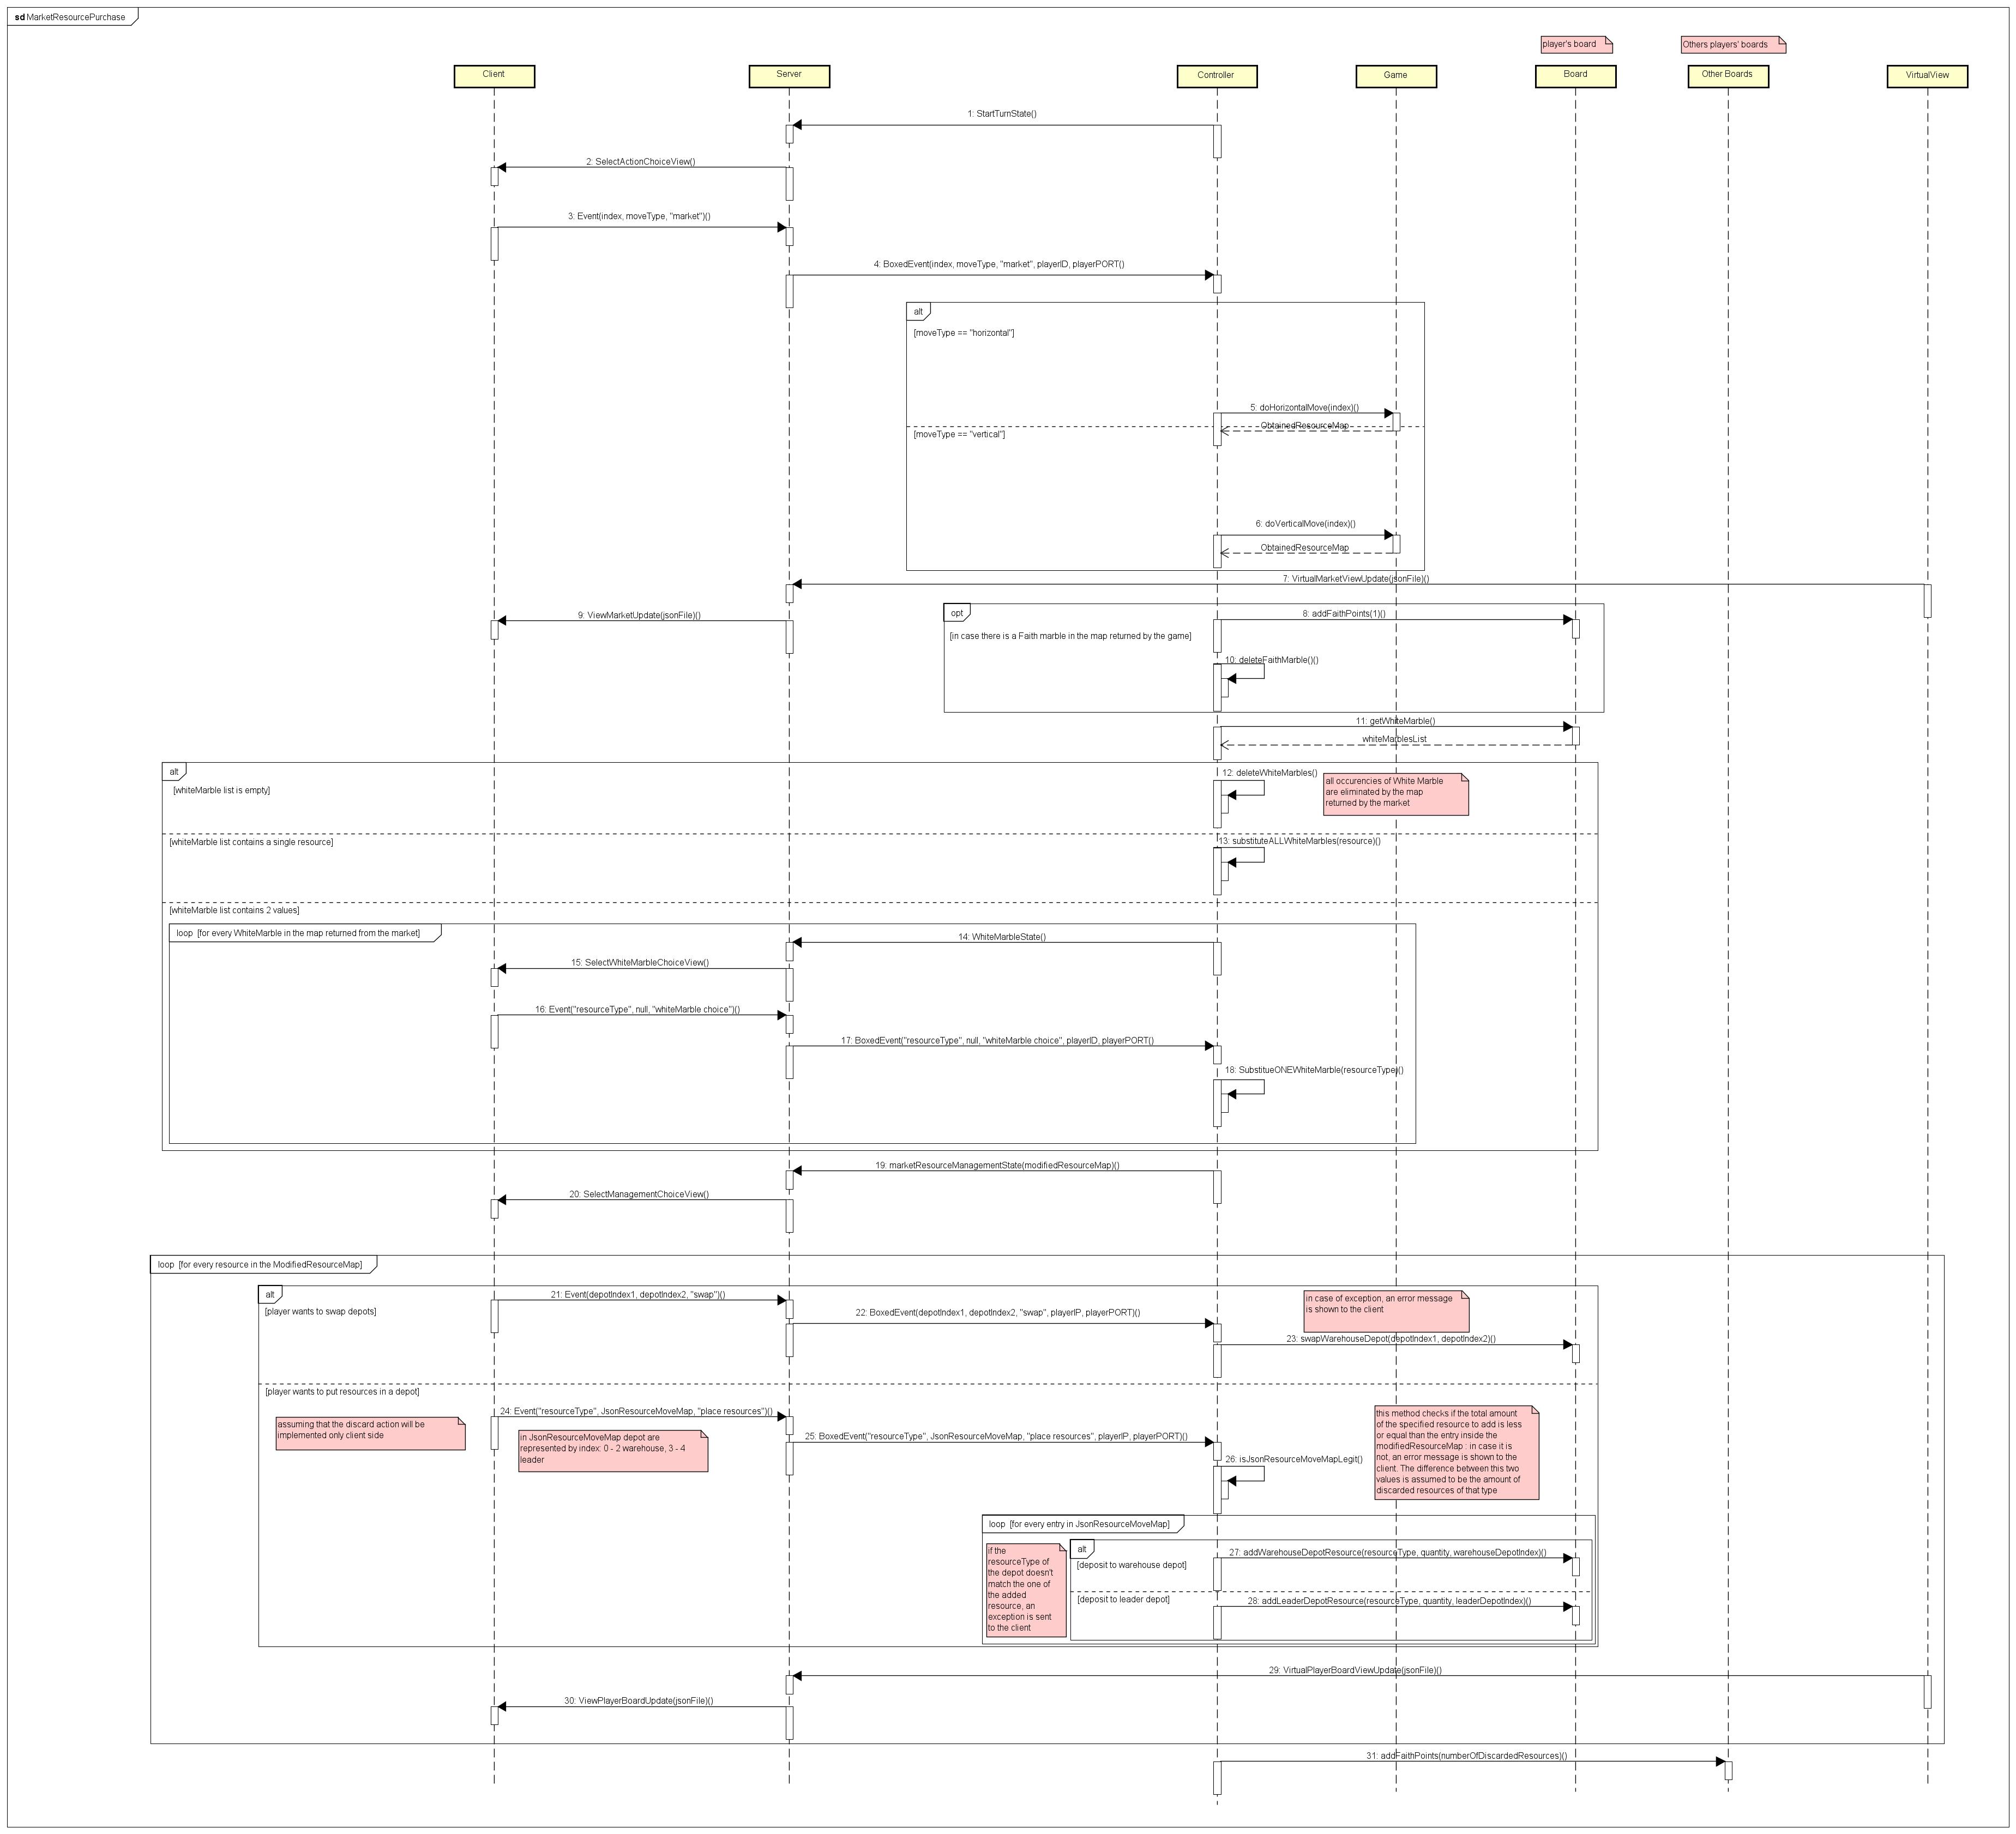 sd MarketResourcePurchase
player's board
Others players' boards
Client
Server
Controller
Game
Board
Other Boards
VirtualView
1: StartTurnState()
2: SelectActionChoiceView()
3: Event(index, moveType, "market")()
4: BoxedEvent(index, moveType, "market", playerID, playerPORT()
alt
[moveType == "horizontal"]
5: doHorizontalMove(index)()
ObtainedResourceMap
[moveType == "vertical"]
6: doVerticalMove(index)()
ObtainedResourceMap
7: VirtualMarketViewUpdate(jsonFile)()
opt
8: addFaithPoints(1)()
9: ViewMarketUpdate(jsonFile)()
[in case there is a Faith marble in the map returned by the game]
10: deleteFaithMarble()()
11: getWhiteMarble()
whiteMarblesList
alt
12: deleteWhiteMarbles()
[whiteMarble list is empty]
all occurencies of White Marble
are eliminated by the map
returned by the market
[whiteMarble list contains a single resource]
13: substituteALLWhiteMarbles(resource)()
[whiteMarble list contains 2 values]
loop [for every WhiteMarble in the map returned from the market]
14: WhiteMarbleState()
15: SelectWhiteMarbleChoiceView()
16: Event("resourceType", null, "whiteMarble choice")()
17: BoxedEvent("resourceType", null, "whiteMarble choice", playerID, playerPORT()
18: SubstitueONEWhiteMarble(resourceType)()
19: marketResourceManagementState(modifiedResourceMap)()
20: SelectManagementChoiceView()
loop [for every resource in the ModifiedResourceMap]
alt
21: Event(depotIndex1, depotIndex2, "swap")()
[player wants to swap depots]
22: BoxedEvent(depotIndex1, depotIndex2, "swap", playerIP, playerPORT)()
in case of exception, an error message
is shown to the client
23: swapWarehouseDepot(depotIndex1, depotIndex2)()
[player wants to put resources in a depot]
24: Event("resourceType", JsonResourceMoveMap, "place resources")()
assuming that the discard action will be
implemented only client side
in JsonResourceMoveMap depot are
represented by index: 0 - 2 warehouse, 3 - 4
leader
25: BoxedEvent("resourceType", JsonResourceMoveMap, "place resources", playerIP, playerPORT)()
26: isJsonResourceMoveMapLegit()
this method checks if the total amount
of the specified resource to add is less
or equal than the entry inside the
modifiedResourceMap : in case it is
not, an error message is shown to the
client. The difference between this two
values is assumed to be the amount of
discarded resources of that type
loop [for every entry in JsonResourceMoveMap]
if the
resourceType of
the depot doesn't
match the one of
the added
resource, an
exception is sent
to the client
alt
27: addWarehouseDepotResource(resourceType, quantity, warehouseDepotIndex)()
[deposit to warehouse depot]
[deposit to leader depot]
28: addLeaderDepotResource(resourceType, quantity, leaderDepotIndex)()
29: VirtualPlayerBoardViewUpdate(jsonFile)()
30: ViewPlayerBoardUpdate(jsonFile)()
31: addFaithPoints(numberOfDiscardedResources)()